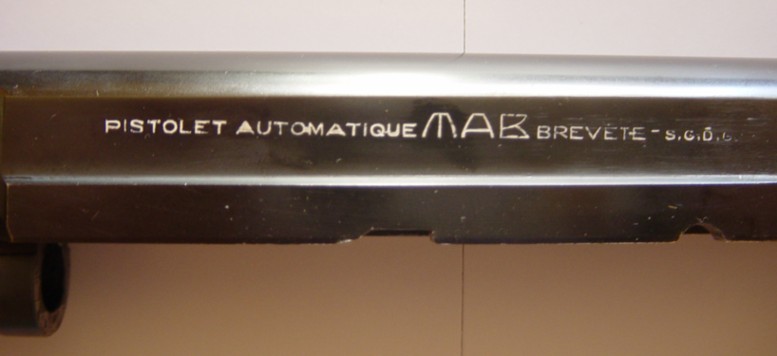 PISTOLET AUTOMATIQUE MAB BREVETE - S.G.D.G.